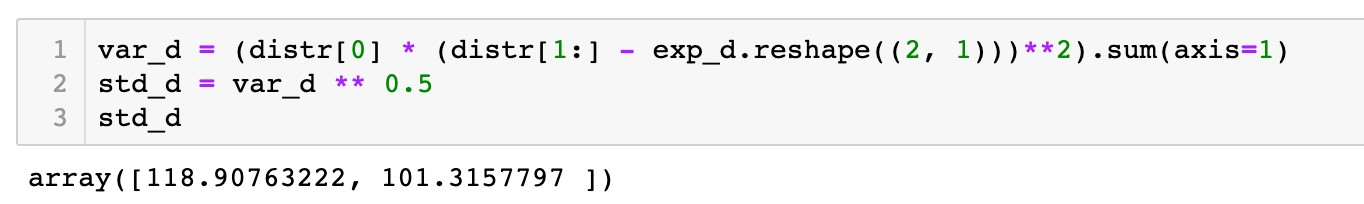 1 var_d = (distr[0] * (distr[1:] - exp_d.reshape((2, 1)))**2).sum(axis=1)
2 std_d = var_d ** 0.5
3 std_d
array([118.90763222, 101.3157797 ])